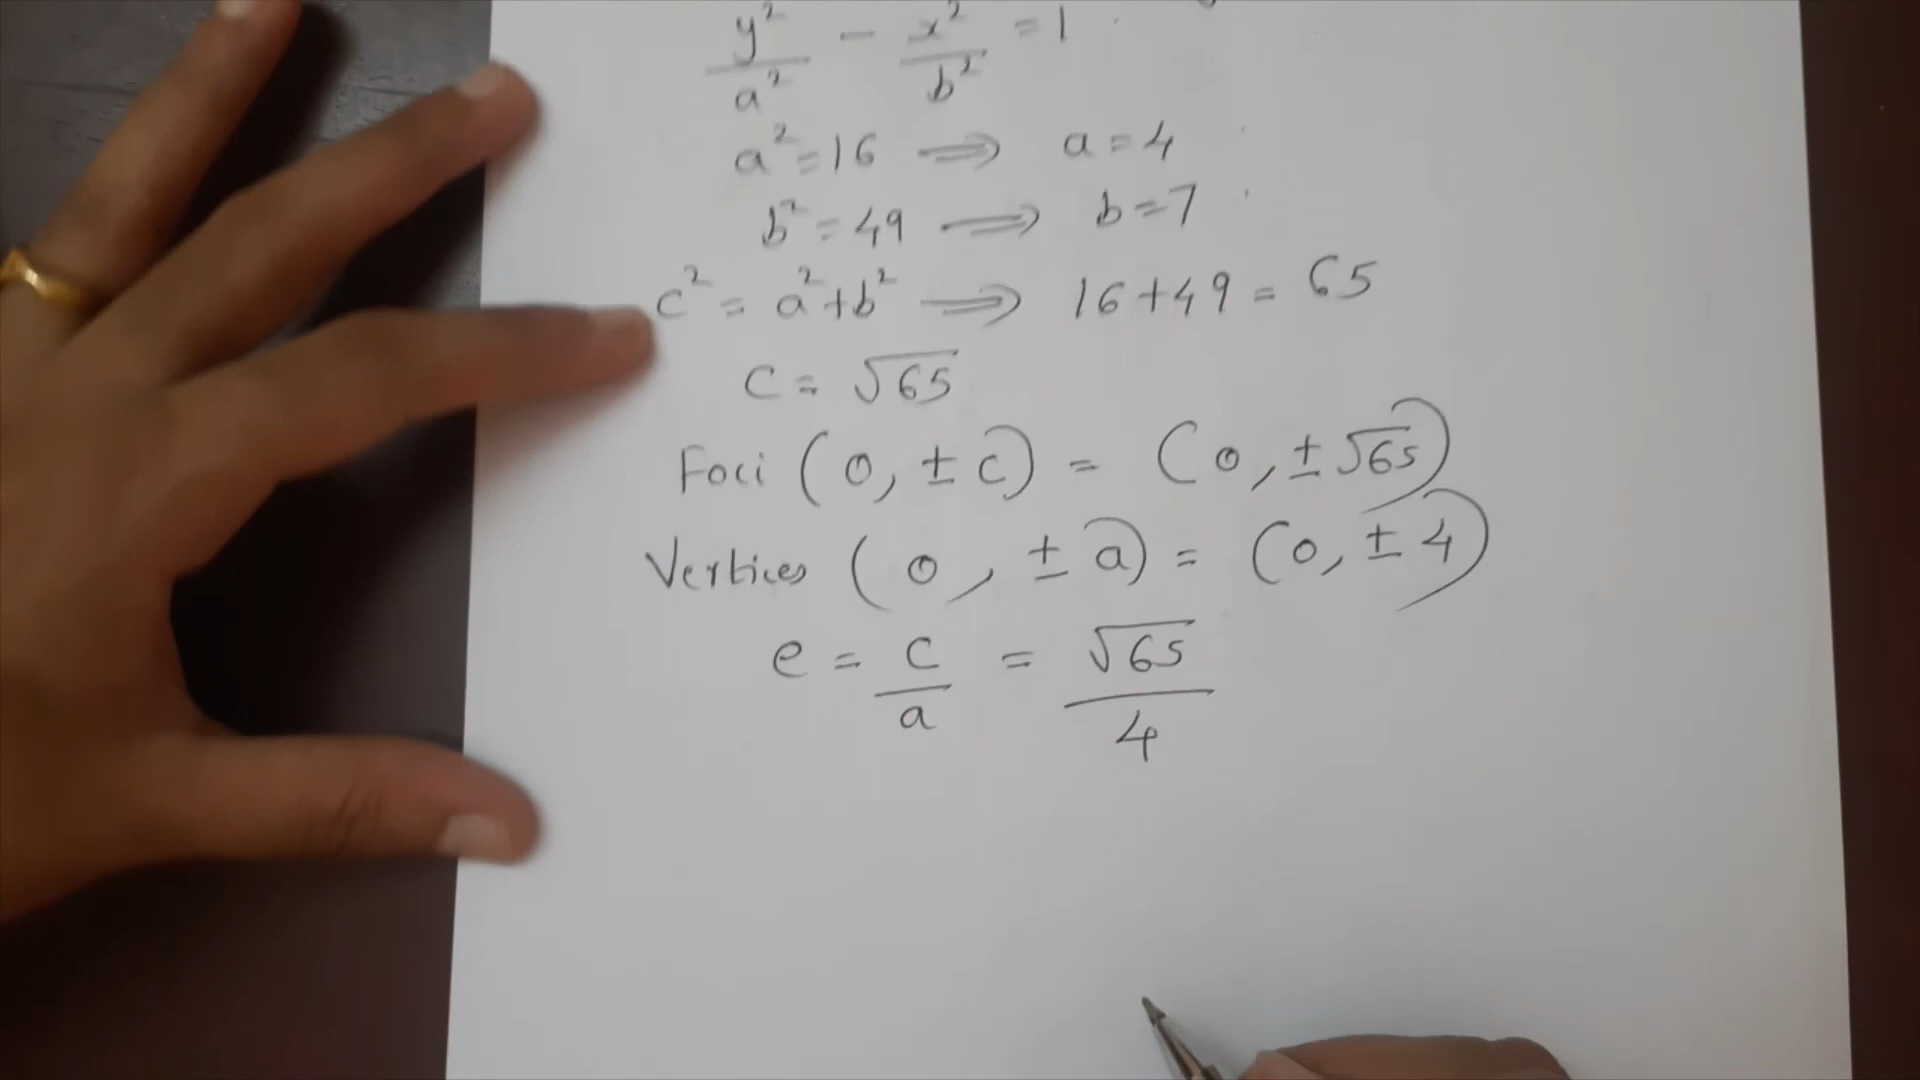 y²/a² - x²/b² = 1
a² = 16 ⟹ a = 4
b² = 49 ⟹ b = 7
c² = a² + b² ⟹ 16 + 49 = 65
c = √65
Foci (0, ± c) = (0, ± √65)
Vertices (0, ± a) = (0, ± 4)
e = c/a = √65/4